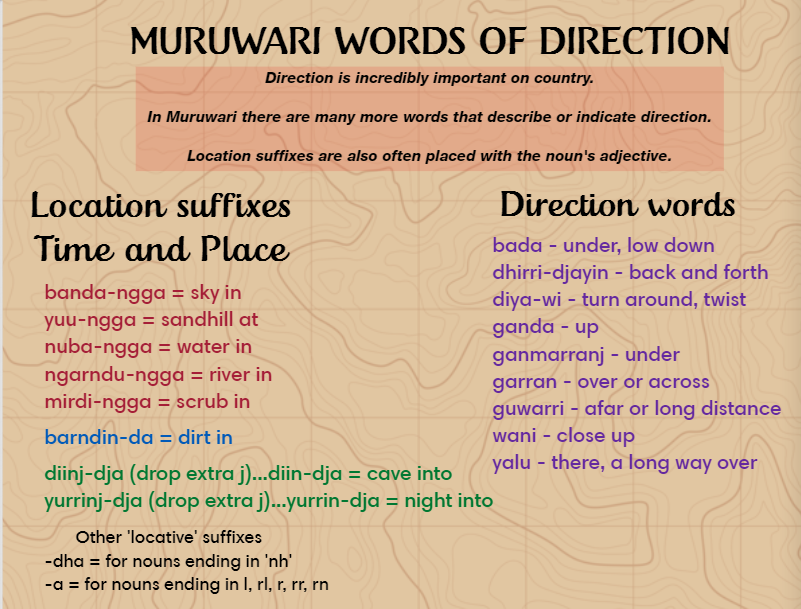 MURUWARI WORDS OF DIRECTION
Direction is incredibly important on country.
In Muruwari there are many more words that describe or indicate direction.
Location suffixes are also often placed with the noun's adjective.
Location suffixes
Time and Place
banda-ngga = sky in
yuu-ngga = sandhill at
nuba-ngga = water in
ngarndu-ngga = river in
mirdi-ngga = scrub in
barndin-da = dirt in
diinj-dja (drop extra j)...diin-dja = cave into
yurrinj-dja (drop extra j)...yurrin-dja = night into
Other 'locative' suffixes
-dha = for nouns ending in 'nh'
-a = for nouns ending in l, rl, r, rr, rn
Direction words
bada - under, low down
dhirri-djayin - back and forth
diya-wi - turn around, twist
ganda - up
ganmarranj - under
garran - over or across
guwarri - afar or long distance
wani - close up
yalu - there, a long way over